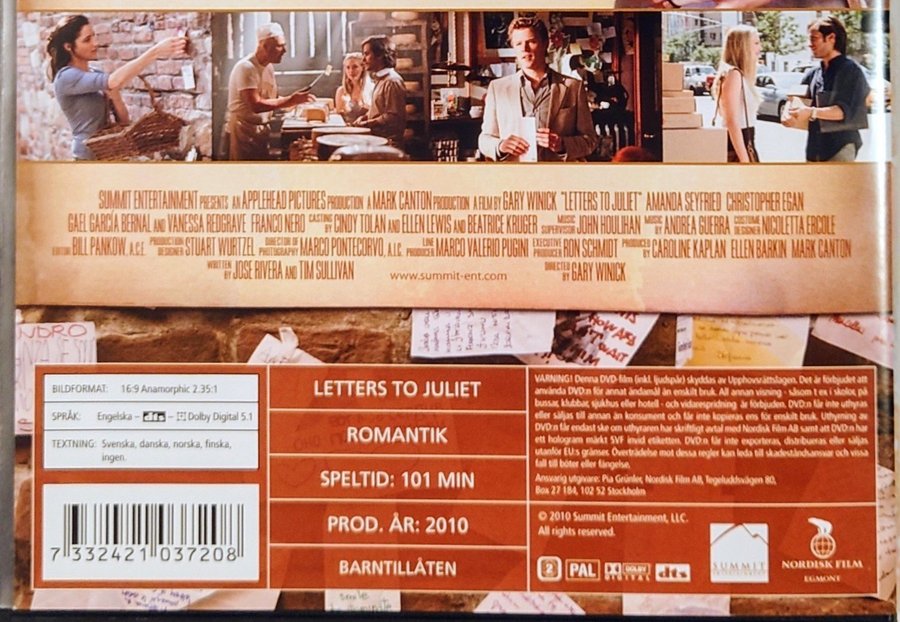 SUMMIT ENTERTAINMENT PRESENTS AN APPLEHEAD PICTURES PRODUCTION A MARK CANTON PRODUCTION A FILM BY GARY WINICK "LETTERS TO JULIET" AMANDA SEYFRIED CHRISTOPHER EGAN
GAEL GARCÍA BERNAL AND VANESSA REDGRAVE FRANCO NERO CASTING BY CINDY TOLAN AND ELLEN LEWIS AND BEATRICE KRUGER MUSIC SUPERVISOR JOHN HOULIHAN MUSIC BY ANDREA GUERRA COSTUME DESIGNER NICOLETTA ERCOLE
EDITOR BILL PANKOW, A.C.E. PRODUCTION DESIGNER STUART WURTZEL DIRECTOR OF PHOTOGRAPHY MARCO PONTECORVO, A.I.C. LINE PRODUCER MARCO VALERIO PUGINI EXECUTIVE PRODUCER RON SCHMIDT PRODUCED BY CAROLINE KAPLAN ELLEN BARKIN MARK CANTON
WRITTEN BY JOSE RIVERA AND TIM SULLIVAN DIRECTED BY GARY WINICK
www.summit-ent.com
NDRO
HOWARD
WAIT
FILM
BILDFORMAT: 16:9 Anamorphic 2.35:1
SPRÅK: Engelska – dts – Dolby Digital 5.1
TEXTNING: Svenska, danska, norska, finska,
ingen.
7 332421 037208
LETTERS TO JULIET
ROMANTIK
SPELTID: 101 MIN
PROD. ÅR: 2010
BARNTILLÅTEN
VARNING! Denna DVD-film (inkl. ljudspår) skyddas av Upphovsrättslagen. Det är förbjudet att
använda DVD:n för annat ändamål än enskilt bruk. All annan visning - såsom t ex i skolor, på
bussar, klubbar, sjukhus eller hotell - och vidarespridning är förbjuden. DVD:n får inte uthyras
eller säljas till annan än konsument och får inte kopieras ens för enskilt bruk. Uthyrning av
DVD:n får endast ske om uthyraren har skriftligt avtal med Nordisk Film AB samt att DVD:n har
ett hologram märkt SVF invid etiketten. DVD:n får inte exporteras, distribueras eller säljas
utanför EU:s gränser. Överträdelse mot dessa regler kan leda till skadeståndsansvar och i vissa
fall till böter eller fängelse.
Ansvarig utgivare: Pia Grünler, Nordisk Film AB, Tegeluddsvägen 80,
Box 27 184, 102 52 Stockholm
© 2010 Summit Entertainment, LLC.
All rights reserved.
2 PAL DOLBY DIGITAL dts
SUMMIT
ENTERTAINMENT
NORDISK FILM
EGMONT
smile